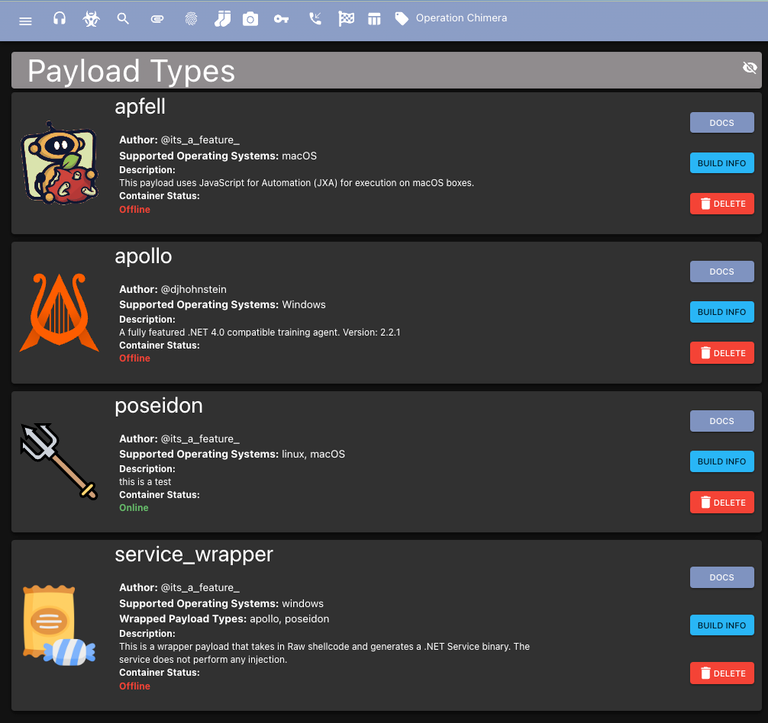 Operation Chimera
Payload Types
apfell
Author: @its_a_feature_
Supported Operating Systems: macOS
Description:
This payload uses JavaScript for Automation (JXA) for execution on macOS boxes.
Container Status:
Offline
DOCS
BUILD INFO
DELETE
apollo
Author: @djhohnstein
Supported Operating Systems: Windows
Description:
A fully featured .NET 4.0 compatible training agent. Version: 2.2.1
Container Status:
Offline
DOCS
BUILD INFO
DELETE
poseidon
Author: @its_a_feature_
Supported Operating Systems: linux, macOS
Description:
this is a test
Container Status:
Online
DOCS
BUILD INFO
DELETE
service_wrapper
Author: @its_a_feature_
Supported Operating Systems: windows
Wrapped Payload Types: apollo, poseidon
Description:
This is a wrapper payload that takes in Raw shellcode and generates a .NET Service binary. The
service does not perform any injection.
Container Status:
Offline
DOCS
BUILD INFO
DELETE